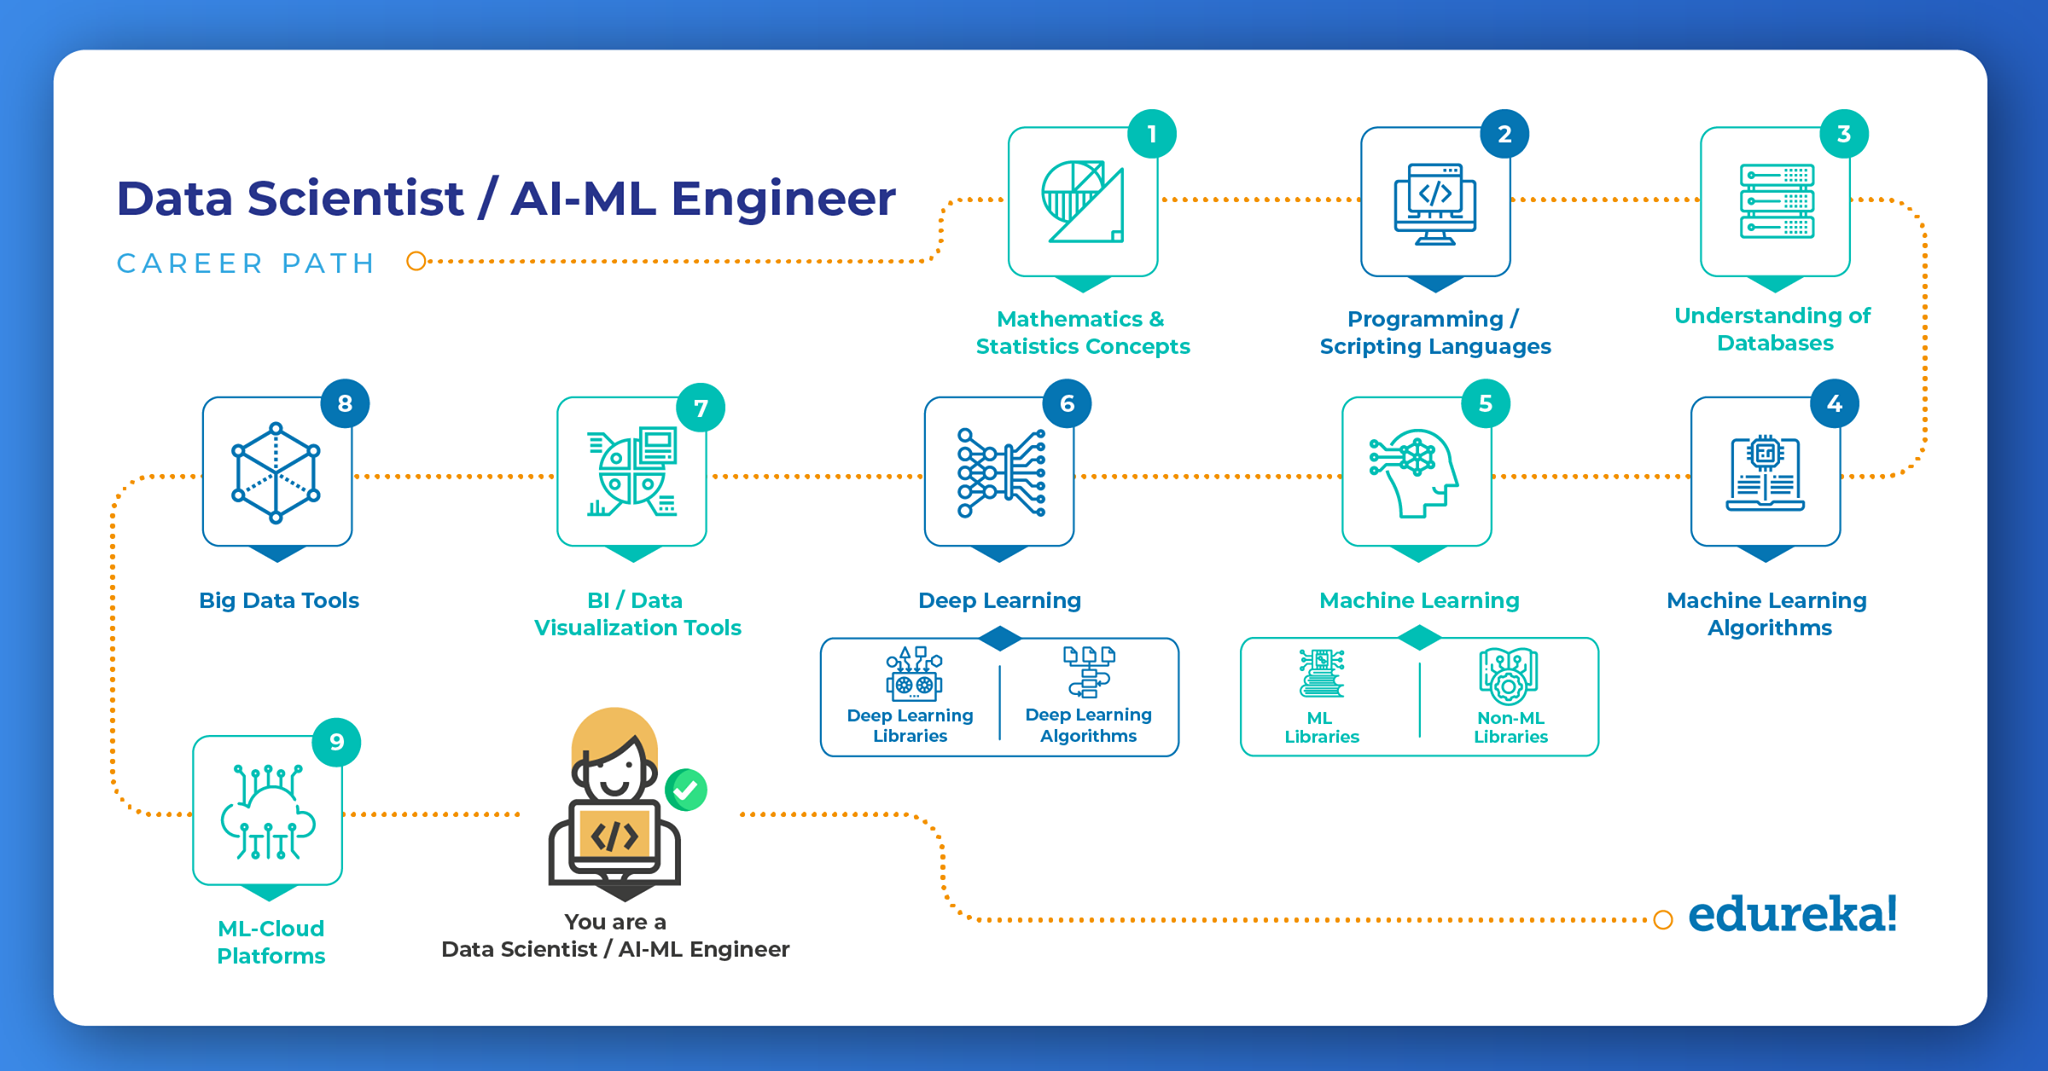 Data Scientist / AI-ML Engineer
CAREER PATH
1
Mathematics &
Statistics Concepts
2
Programming /
Scripting Languages
3
Understanding of
Databases
4
Machine Learning
Algorithms
5
Machine Learning
ML
Libraries
Non-ML
Libraries
6
Deep Learning
Deep Learning
Libraries
Deep Learning
Algorithms
7
BI / Data
Visualization Tools
8
Big Data Tools
9
ML-Cloud
Platforms
You are a
Data Scientist / AI-ML Engineer
edureka!